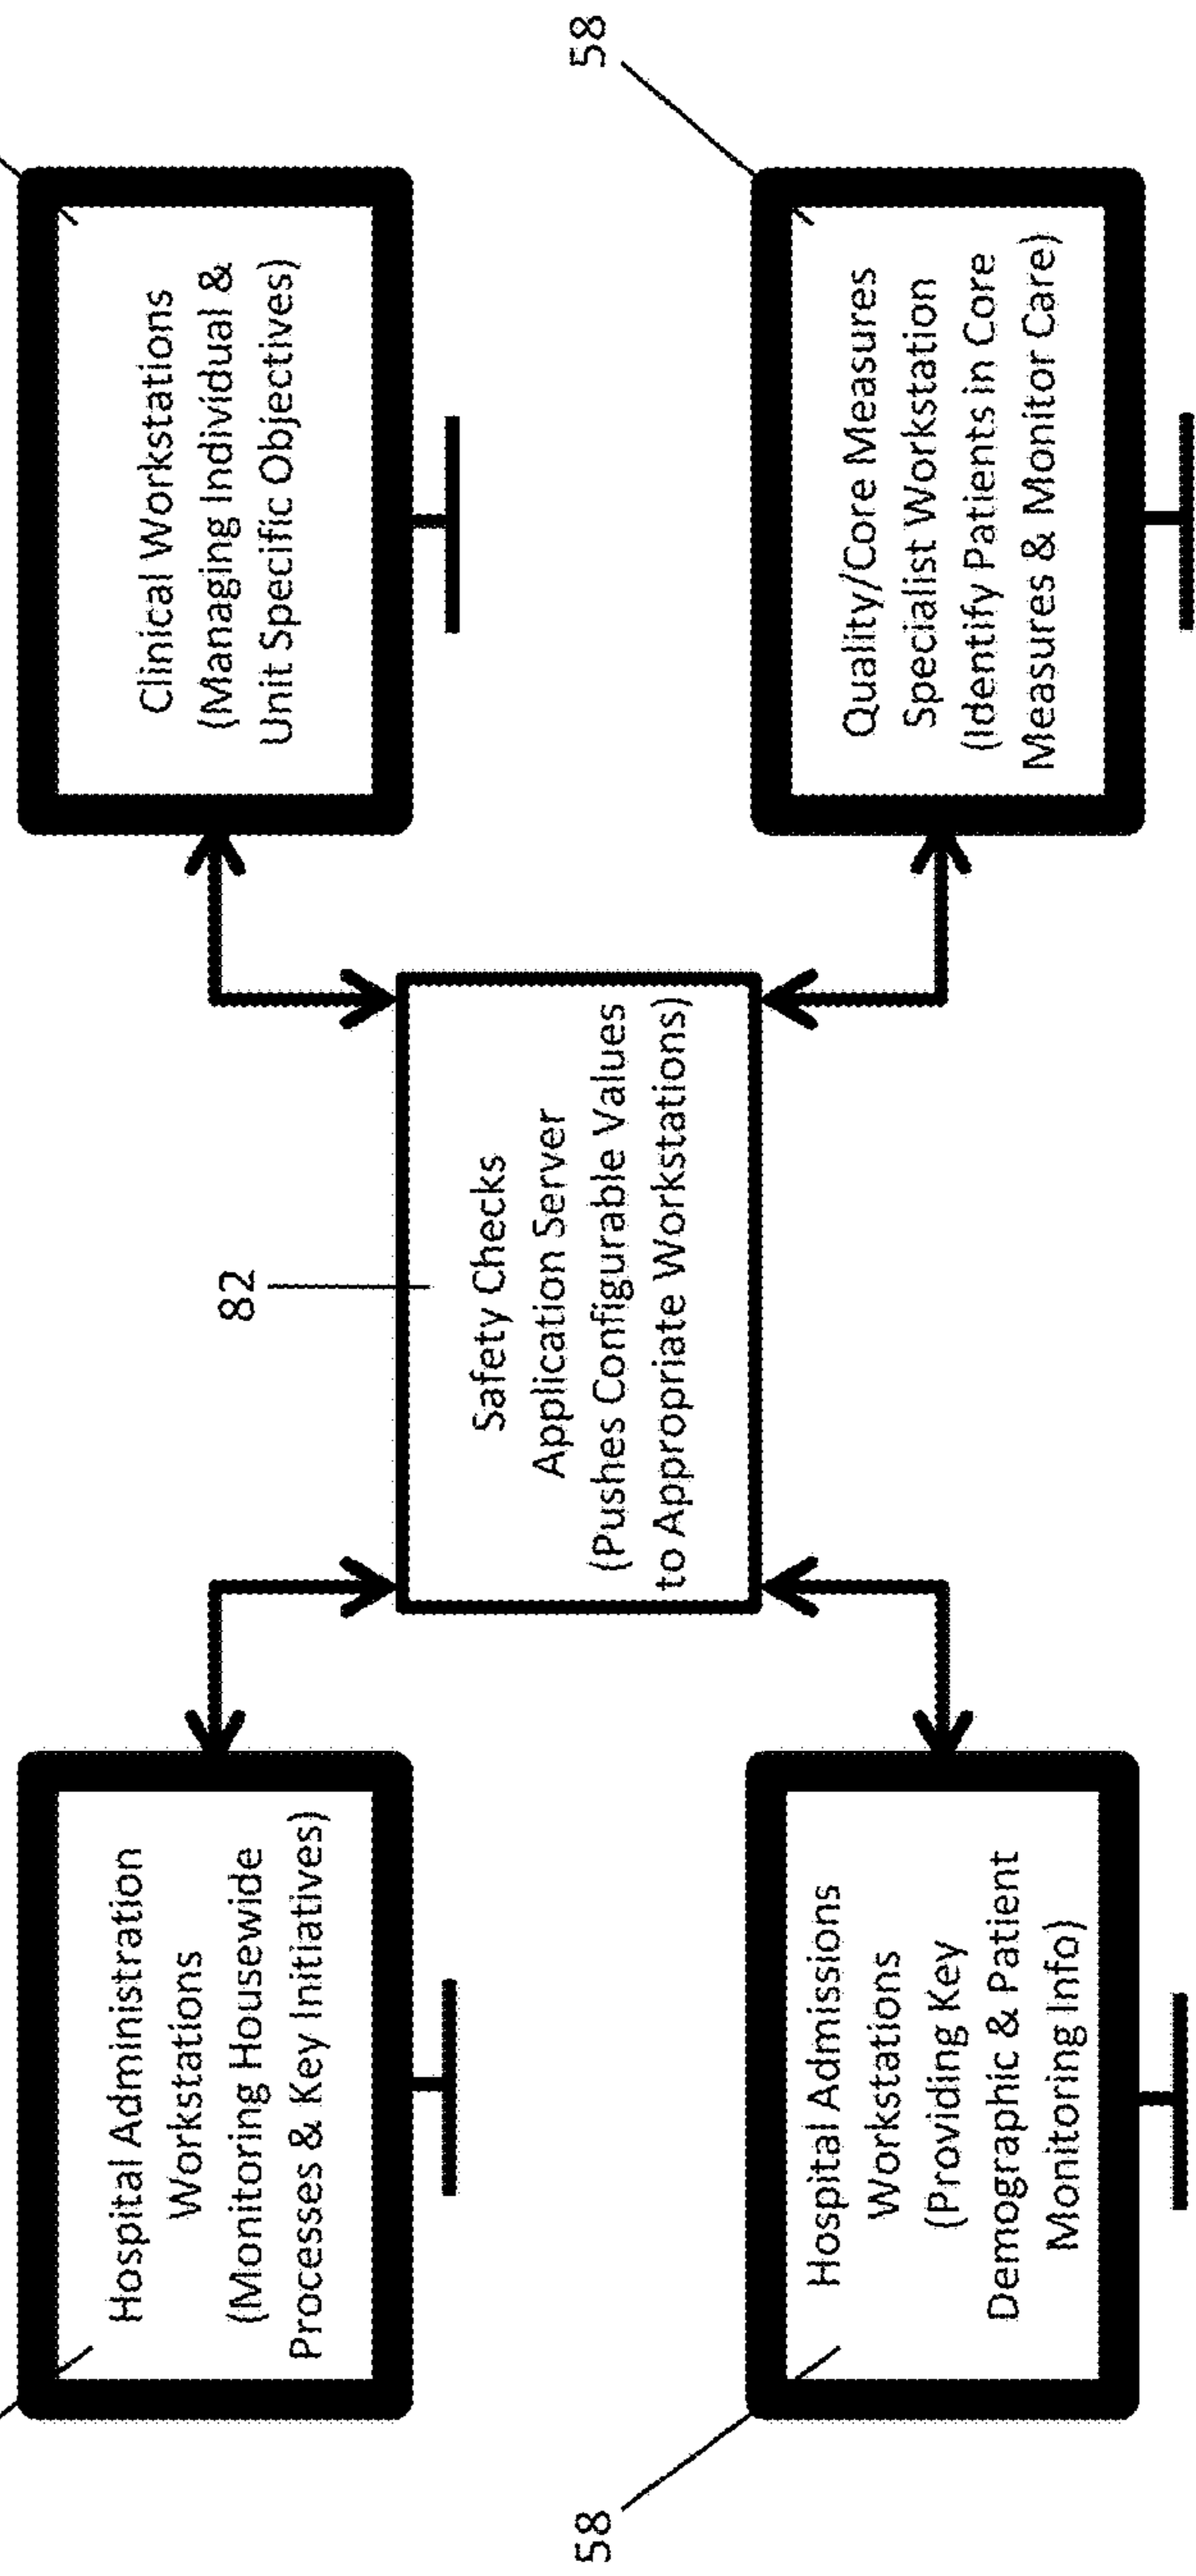 Hospital Administration
Workstations
(Monitoring Housewide
Processes & Key Initiatives)
Clinical Workstations
(Managing Individual &
Unit Specific Objectives)
82
Safety Checks
Application Server
(Pushes Configurable Values
to Appropriate Workstations)
58
Hospital Admissions
Workstations
(Providing Key
Demographic & Patient
Monitoring Info)
58
Quality/Core Measures
Specialist Workstation
(Identify Patients in Core
Measures & Monitor Care)